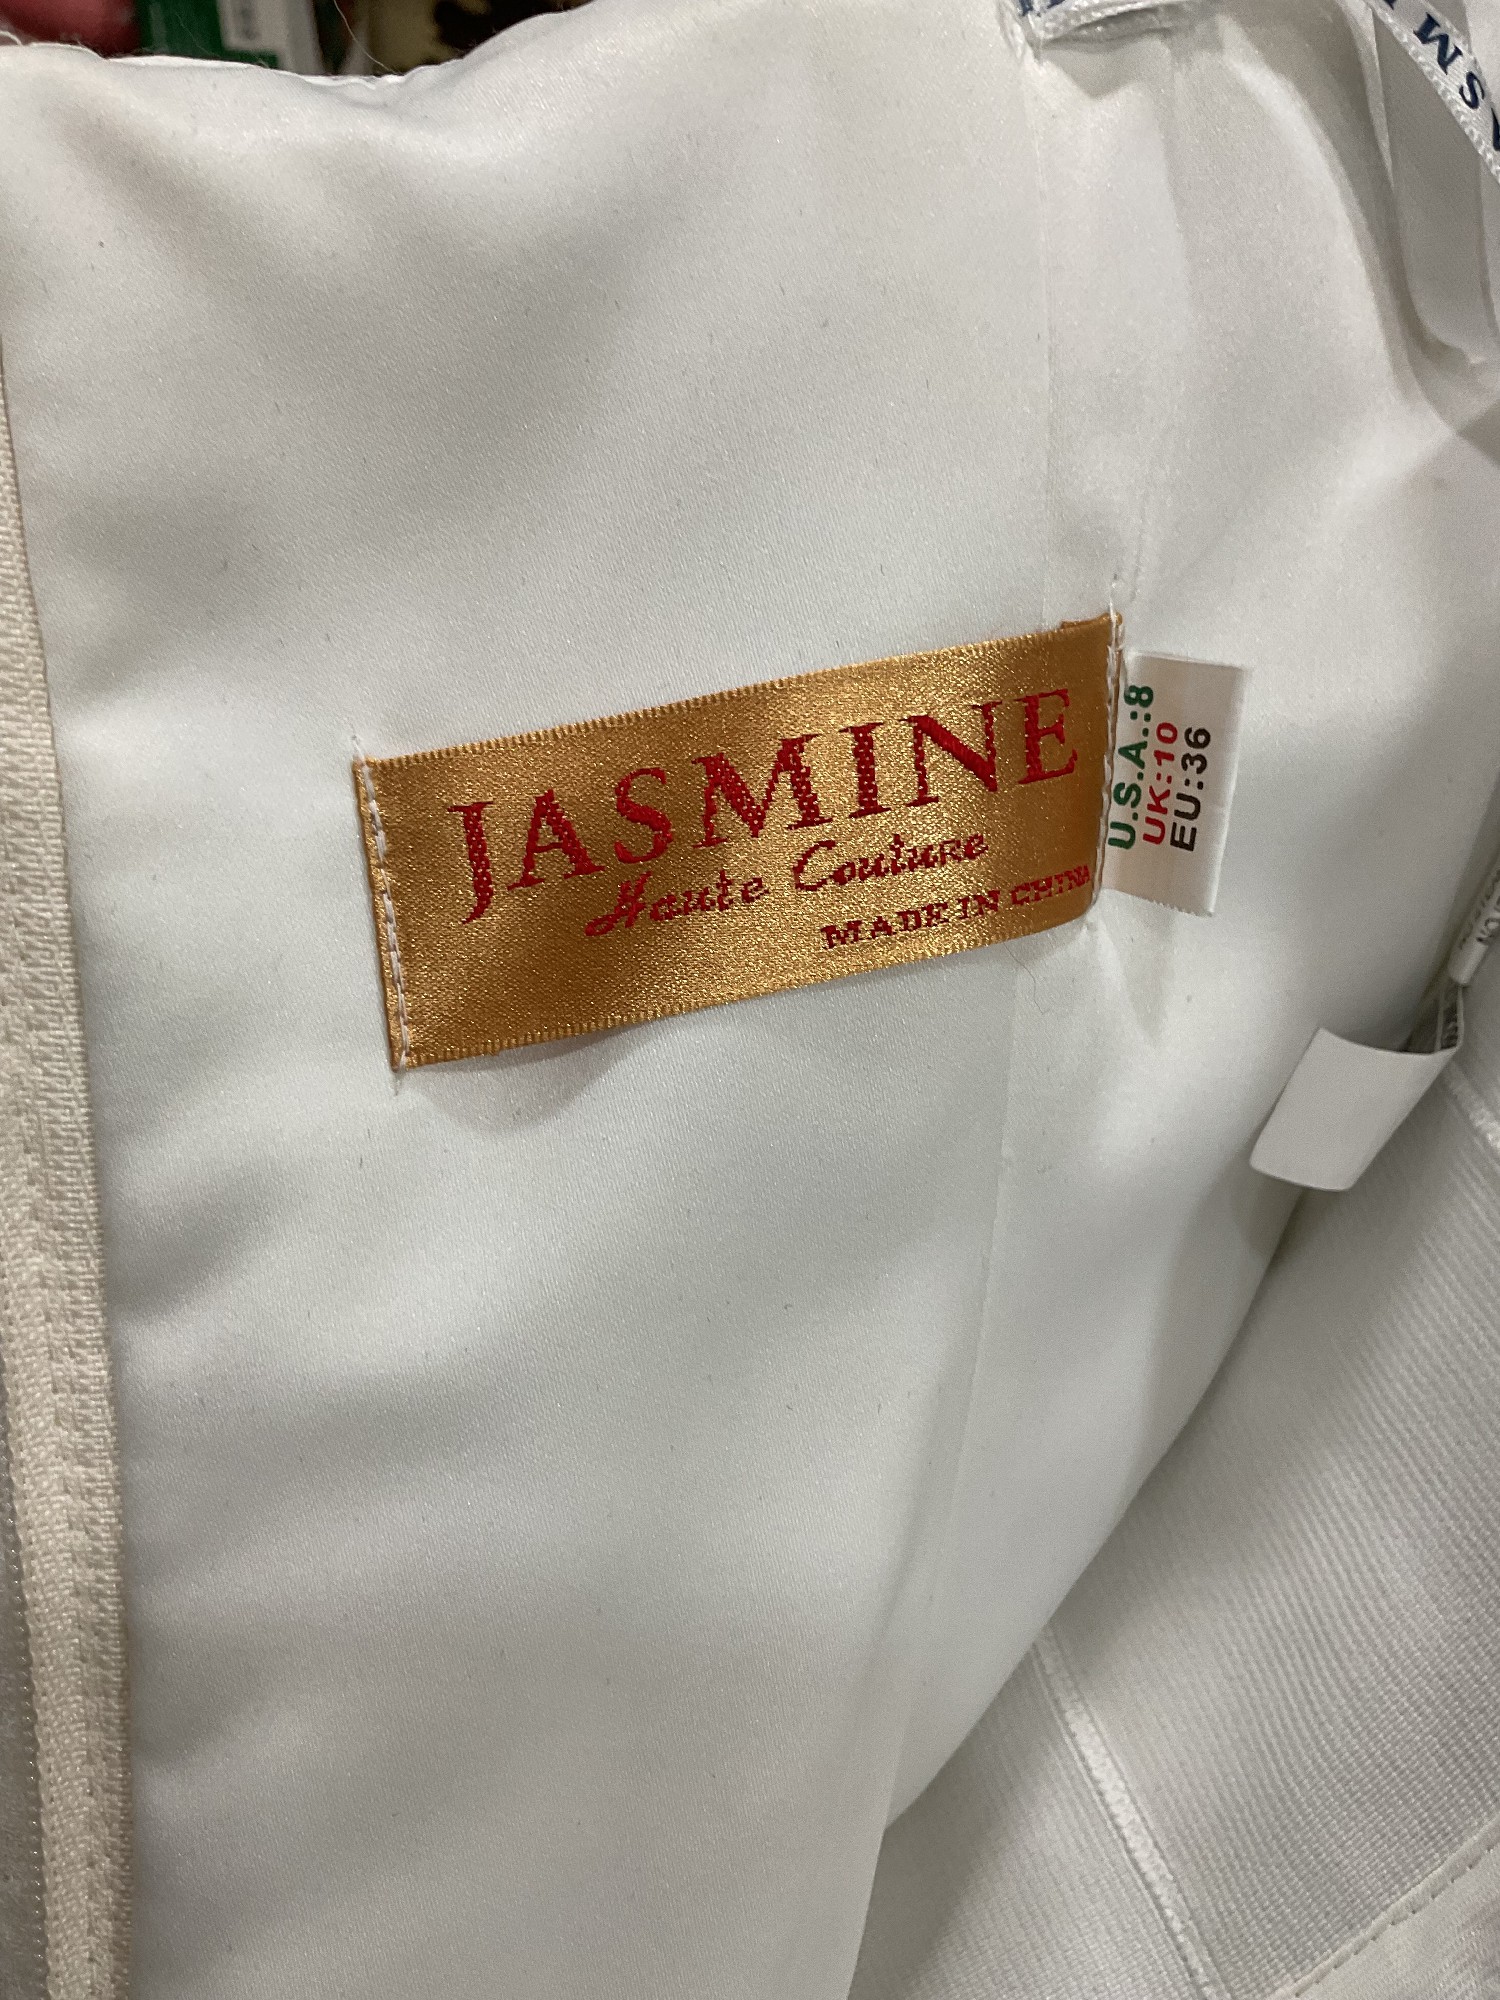 JASMINE
Haute Couture
MADE IN CHINA
U.S.A.:8
UK:10
EU:36